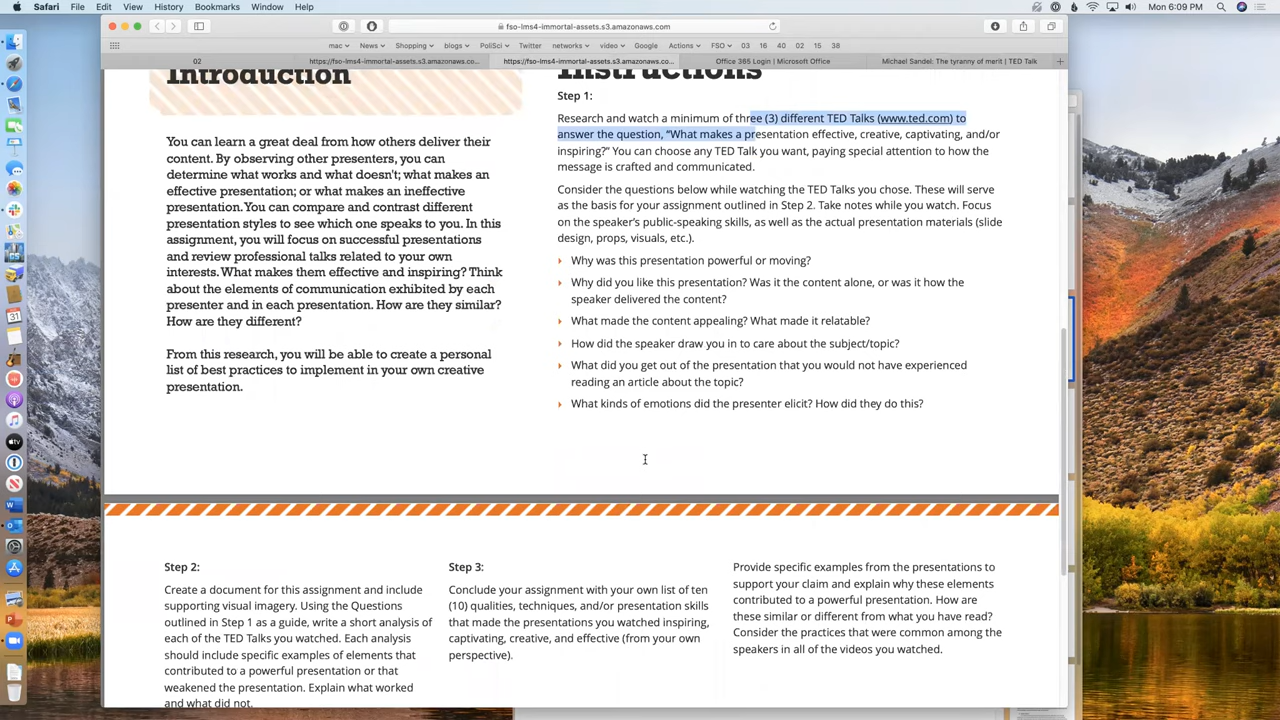 Safari File Edit View History Bookmarks Window Help
Mon 6:09 PM
fso-lms4-immortal-assets.s3.amazonaws.com
mac News Shopping blogs PoliSci Twitter networks video Google Actions FSO 03 16 40 02 15 38
02
https://fso-lms4-immortal-assets.s3.amazonaws.c...
https://fso-lms4-immortal-assets.s3.amazonaws.co...
Office 365 Login | Microsoft Office
Michael Sandel: The tyranny of merit | TED Talk
Introduction
You can learn a great deal from how others deliver their
content. By observing other presenters, you can
determine what works and what doesn't; what makes an
effective presentation; or what makes an ineffective
presentation. You can compare and contrast different
presentation styles to see which one speaks to you. In this
assignment, you will focus on successful presentations
and review professional talks related to your own
interests. What makes them effective and inspiring? Think
about the elements of communication exhibited by each
presenter and in each presentation. How are they similar?
How are they different?
From this research, you will be able to create a personal
list of best practices to implement in your own creative
presentation.
Instructions
Step 1:
Research and watch a minimum of three (3) different TED Talks (www.ted.com) to
answer the question, “What makes a presentation effective, creative, captivating, and/or
inspiring?” You can choose any TED Talk you want, paying special attention to how the
message is crafted and communicated.
Consider the questions below while watching the TED Talks you chose. These will serve
as the basis for your assignment outlined in Step 2. Take notes while you watch. Focus
on the speaker’s public-speaking skills, as well as the actual presentation materials (slide
design, props, visuals, etc.).
Why was this presentation powerful or moving?
Why did you like this presentation? Was it the content alone, or was it how the
speaker delivered the content?
What made the content appealing? What made it relatable?
How did the speaker draw you in to care about the subject/topic?
What did you get out of the presentation that you would not have experienced
reading an article about the topic?
What kinds of emotions did the presenter elicit? How did they do this?
Step 2:
Create a document for this assignment and include
supporting visual imagery. Using the Questions
outlined in Step 1 as a guide, write a short analysis of
each of the TED Talks you watched. Each analysis
should include specific examples of elements that
contributed to a powerful presentation or that
weakened the presentation. Explain what worked
and what did not.
Step 3:
Conclude your assignment with your own list of ten
(10) qualities, techniques, and/or presentation skills
that made the presentations you watched inspiring,
captivating, creative, and effective (from your own
perspective).
Provide specific examples from the presentations to
support your claim and explain why these elements
contributed to a powerful presentation. How are
these similar or different from what you have read?
Consider the practices that were common among the
speakers in all of the videos you watched.